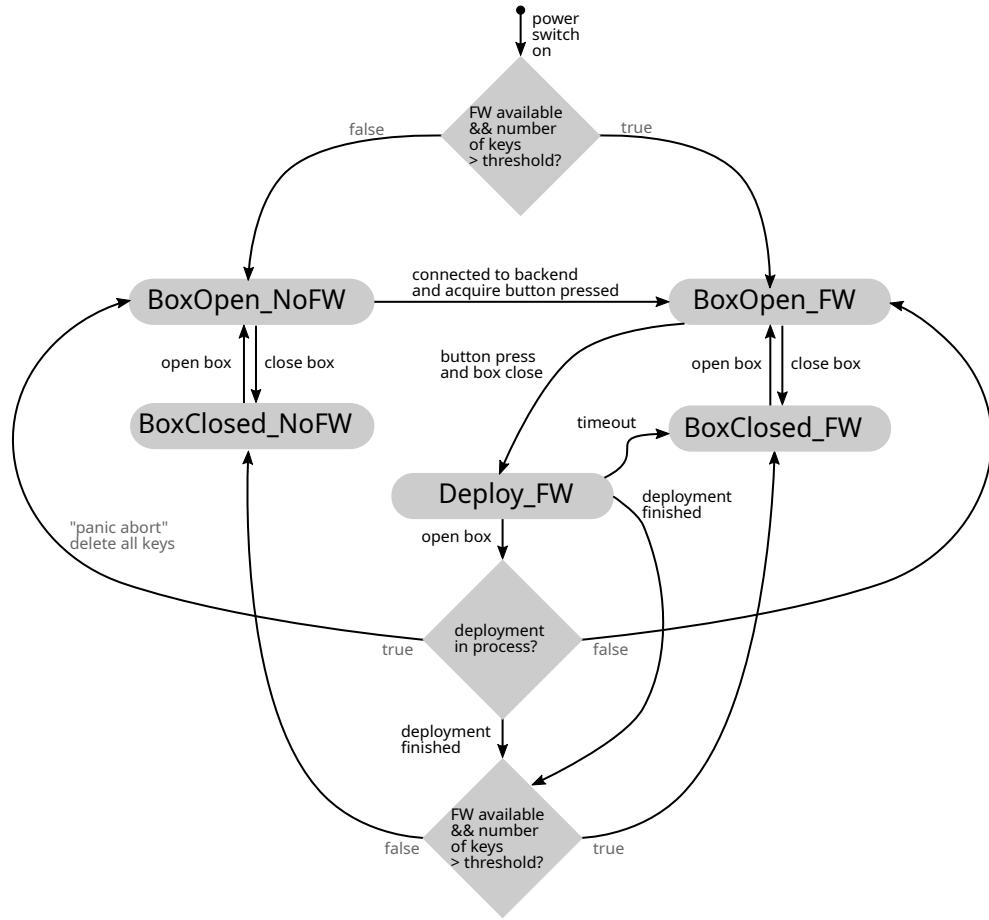 power
switch
on
FW available
&& number
of keys
> threshold?
false
true
BoxOpen_NoFW
connected to backend
and acquire button pressed
BoxOpen_FW
open box
close box
button press
and box close
open box
close box
BoxClosed_NoFW
timeout
BoxClosed_FW
Deploy_FW
deployment
finished
"panic abort"
delete all keys
open box
deployment
in process?
true
false
deployment
finished
FW available
&& number
of keys
> threshold?
false
true